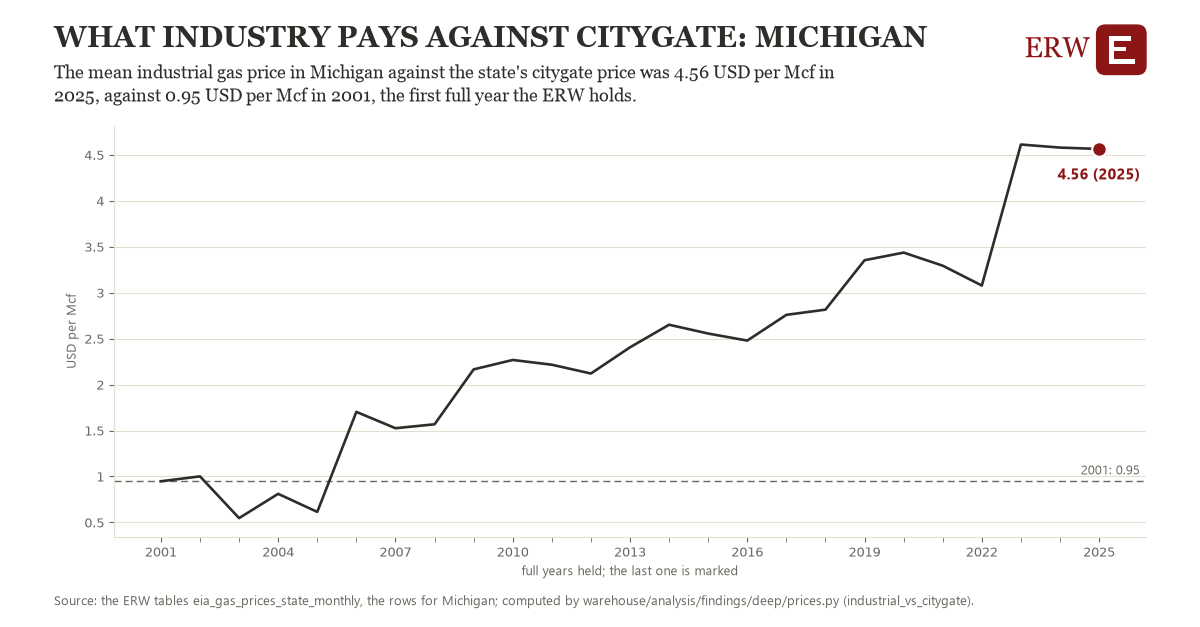 WHAT INDUSTRY PAYS AGAINST CITYGATE: MICHIGAN
ERW E
The mean industrial gas price in Michigan against the state's citygate price was 4.56 USD per Mcf in
2025, against 0.95 USD per Mcf in 2001, the first full year the ERW holds.
USD per Mcf
4.5
4
3.5
3
2.5
2
1.5
1
0.5
4.56 (2025)
2001: 0.95
2001 2004 2007 2010 2013 2016 2019 2022 2025
full years held; the last one is marked
Source: the ERW tables eia_gas_prices_state_monthly, the rows for Michigan; computed by warehouse/analysis/findings/deep/prices.py (industrial_vs_citygate).